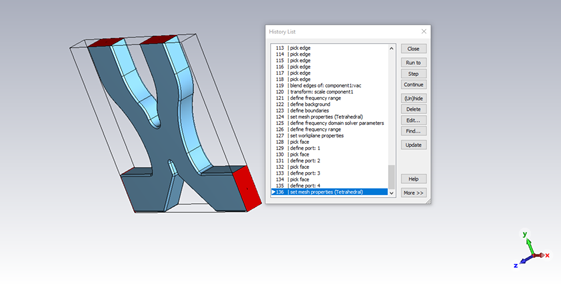 History List
113 | pick edge
114 | pick edge
115 | pick edge
116 | pick edge
117 | pick edge
118 | pick edge
119 | blend edges of: component1:vac
120 | transform: scale component1
121 | define frequency range
122 | define background
123 | define boundaries
124 | set mesh properties (Tetrahedral)
125 | define frequency domain solver parameters
126 | define frequency range
127 | set workplane properties
128 | pick face
129 | define port: 1
130 | pick face
131 | define port: 2
132 | pick face
133 | define port: 3
134 | pick face
135 | define port: 4
136 | set mesh properties (Tetrahedral)
Close
Run to
Step
Continue
(Un)hide
Delete
Edit...
Find...
Update
Help
More >>
y
x
z